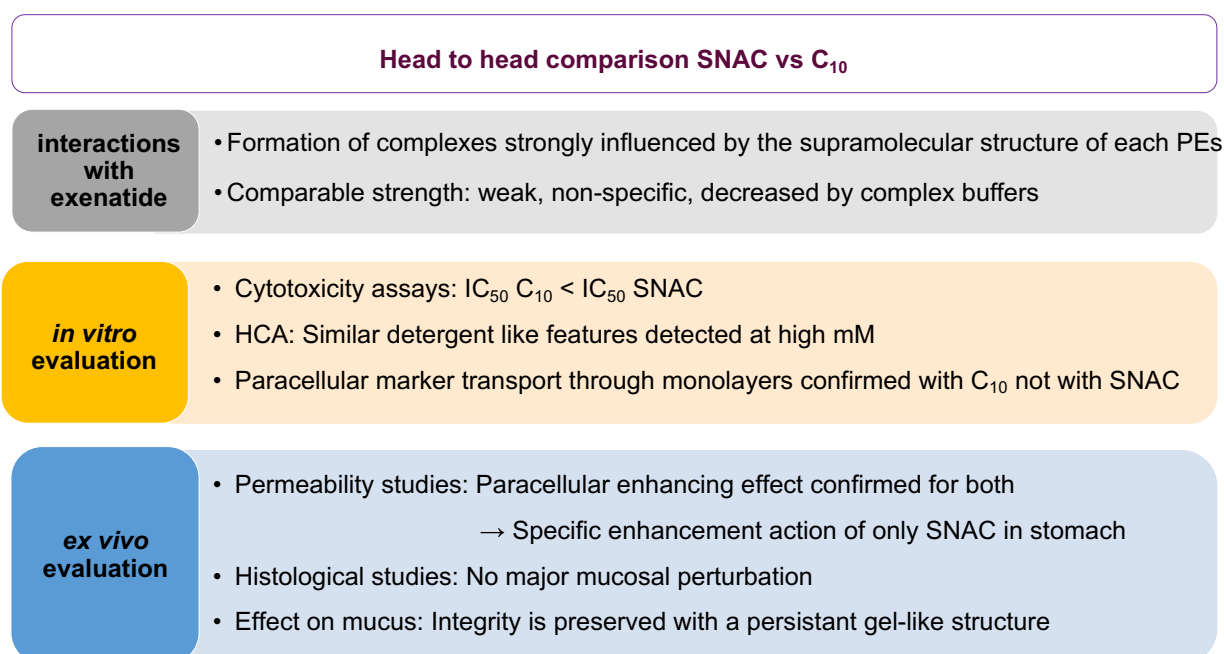 Head to head comparison SNAC vs C₁₀
interactions
with
exenatide
• Formation of complexes strongly influenced by the supramolecular structure of each PEs
• Comparable strength: weak, non-specific, decreased by complex buffers
in vitro
evaluation
• Cytotoxicity assays: IC₅₀ C₁₀ < IC₅₀ SNAC
• HCA: Similar detergent like features detected at high mM
• Paracellular marker transport through monolayers confirmed with C₁₀ not with SNAC
ex vivo
evaluation
• Permeability studies: Paracellular enhancing effect confirmed for both
→ Specific enhancement action of only SNAC in stomach
• Histological studies: No major mucosal perturbation
• Effect on mucus: Integrity is preserved with a persistant gel-like structure